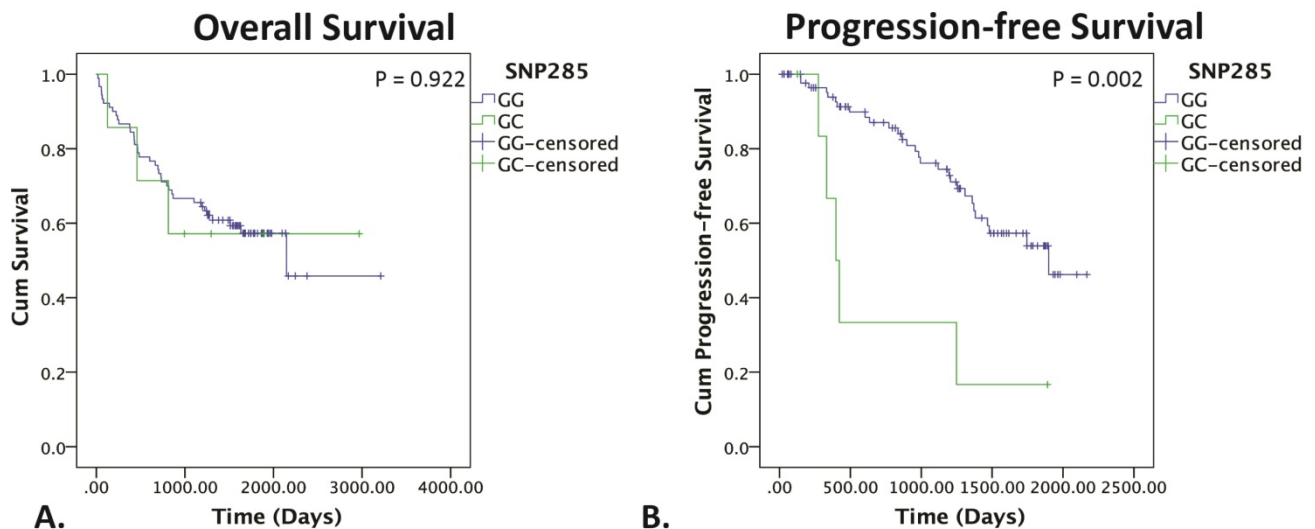 Overall Survival
P = 0.922
SNP285
GG
GC
GG-censored
GC-censored
Cum Survival
1.0
0.8
0.6
0.4
0.2
0.0
.00
1000.00
2000.00
3000.00
4000.00
Time (Days)
A.
Progression-free Survival
P = 0.002
SNP285
GG
GC
GG-censored
GC-censored
Cum Progression-free Survival
1.0
0.8
0.6
0.4
0.2
0.0
.00
500.00
1000.00
1500.00
2000.00
2500.00
Time (Days)
B.